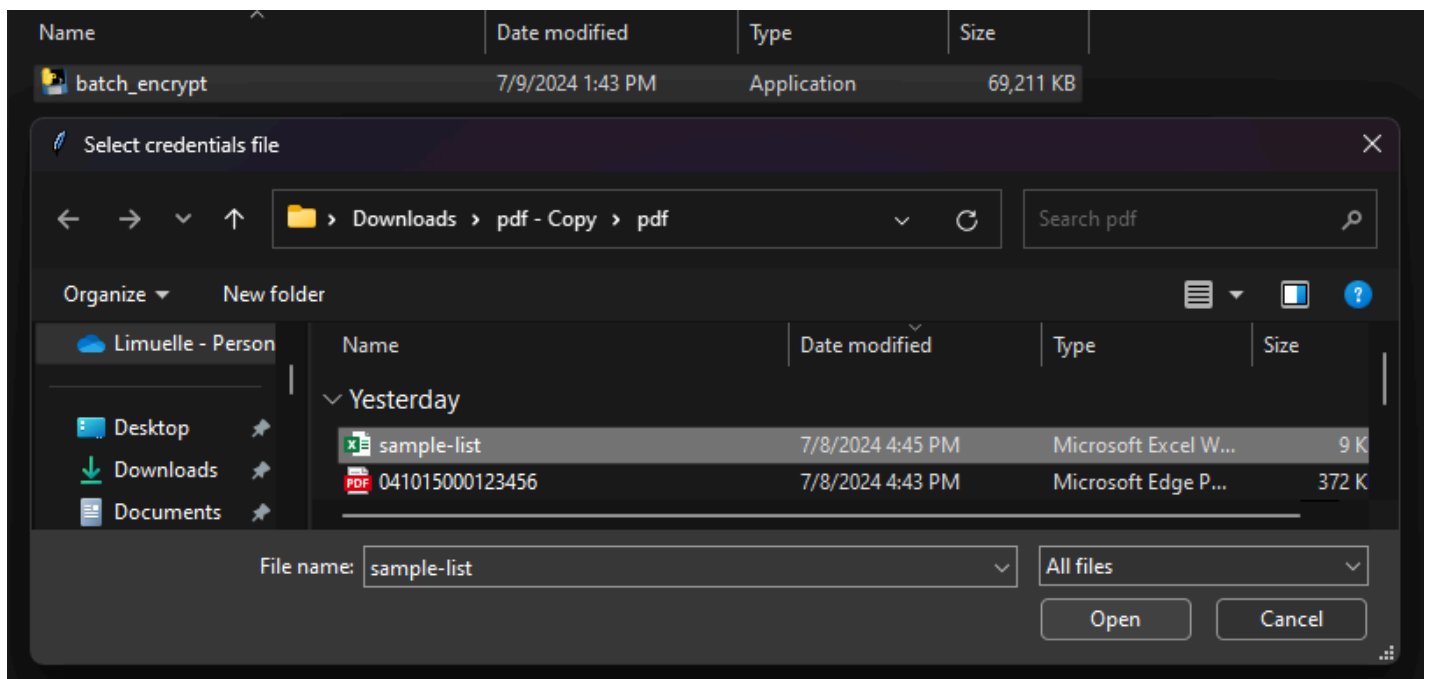 Name Date modified Type Size
batch_encrypt 7/9/2024 1:43 PM Application 69,211 KB
Select credentials file
Downloads pdf - Copy pdf Search pdf
Organize New folder ?
Limuelle - Person Name Date modified Type Size
Yesterday
Desktop
sample-list 7/8/2024 4:45 PM Microsoft Excel W... 9 K
Downloads
PDF 041015000123456 7/8/2024 4:43 PM Microsoft Edge P... 372 K
Documents
File name: sample-list All files
Open Cancel